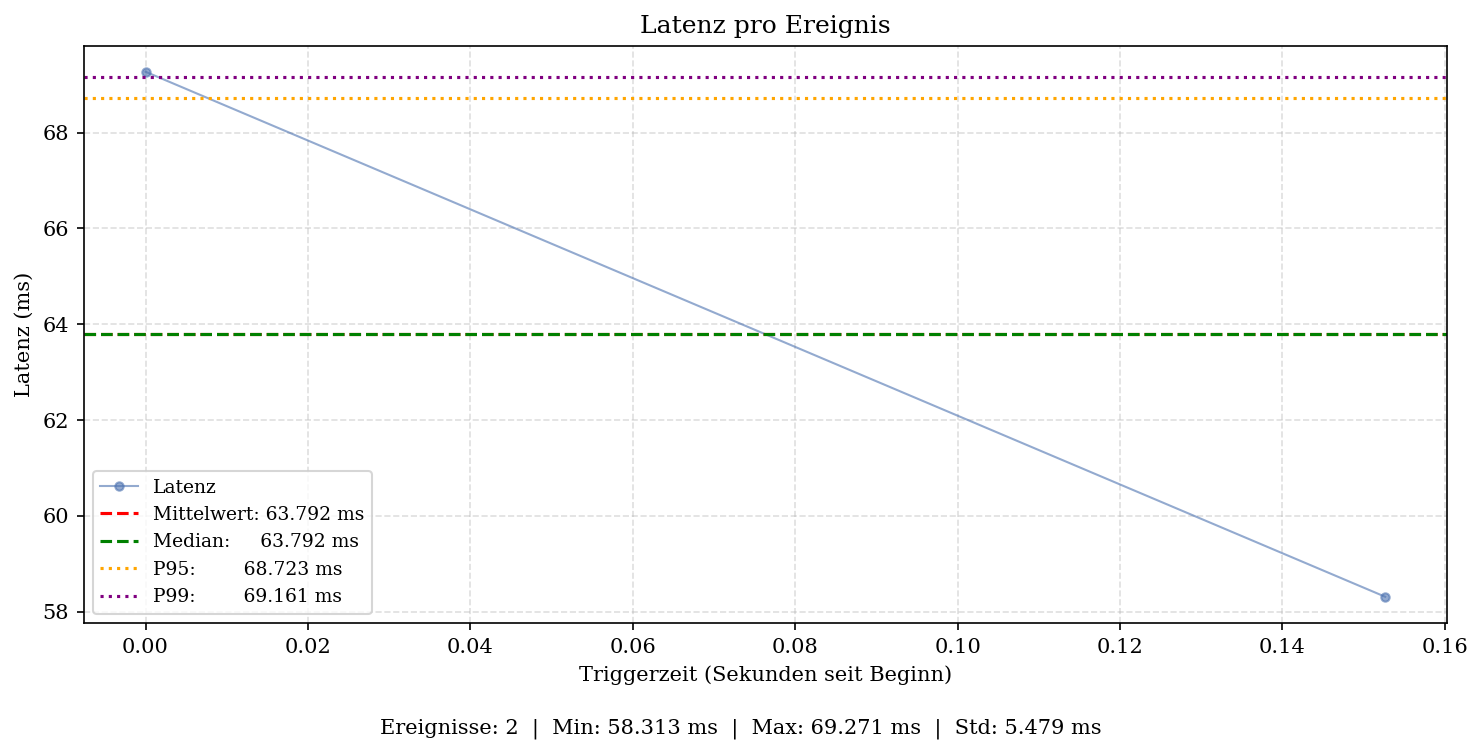 Latenz pro Ereignis
Latenz (ms)
68
66
64
62
60
58
Latenz
Mittelwert: 63.792 ms
Median: 63.792 ms
P95: 68.723 ms
P99: 69.161 ms
0.00 0.02 0.04 0.06 0.08 0.10 0.12 0.14 0.16
Triggerzeit (Sekunden seit Beginn)
Ereignisse: 2 | Min: 58.313 ms | Max: 69.271 ms | Std: 5.479 ms